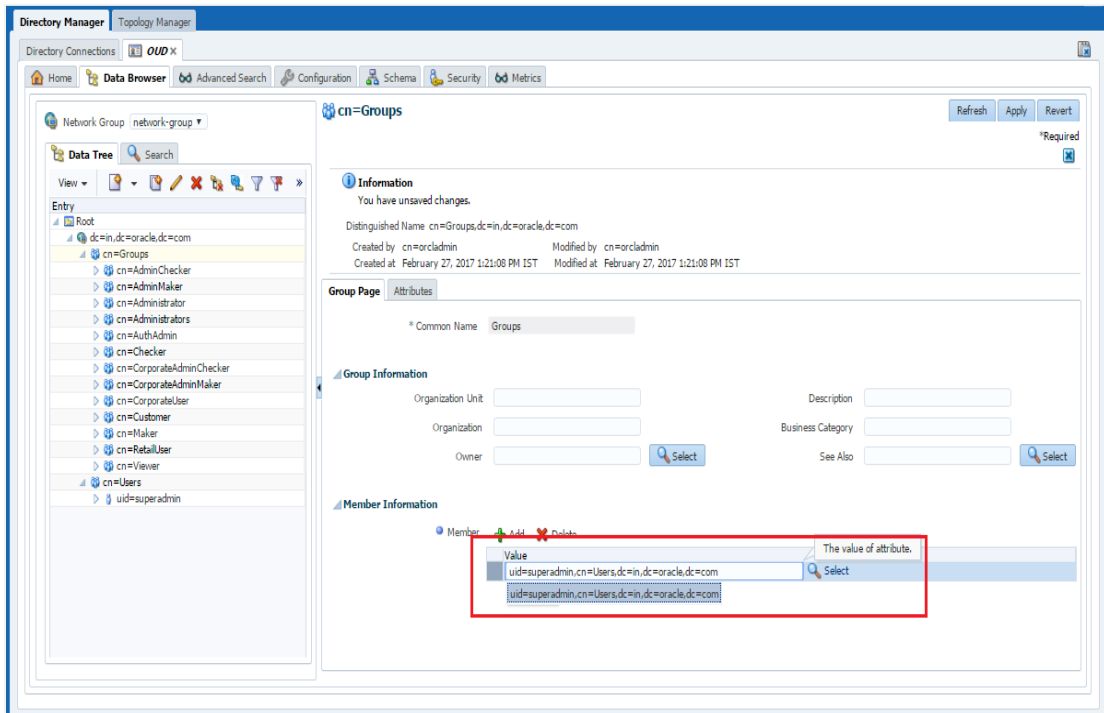 Directory Manager Topology Manager
Directory Connections OUD
Home Data Browser Advanced Search Configuration Schema Security Metrics
Network Group network-group
Data Tree Search
View »
Entry
Root
dc=in,dc=oracle,dc=com
cn=Groups
cn=AdminChecker
cn=AdminMaker
cn=Administrator
cn=Administrators
cn=AuthAdmin
cn=Checker
cn=CorporateAdminChecker
cn=CorporateAdminMaker
cn=CorporateUser
cn=Customer
cn=Maker
cn=RetailUser
cn=Viewer
cn=Users
uid=superadmin
cn=Groups Refresh Apply Revert
*Required
Information
You have unsaved changes.
Distinguished Name cn=Groups,dc=in,dc=oracle,dc=com
Created by cn=orcladmin Modified by cn=orcladmin
Created at February 27, 2017 1:21:08 PM IST Modified at February 27, 2017 1:21:08 PM IST
Group Page Attributes
* Common Name Groups
Group Information
Organization Unit Description
Organization Business Category
Owner Select See Also Select
Member Information
Member Add Delete
Value The value of attribute.
uid=superadmin,cn=Users,dc=in,dc=oracle,dc=com Select
uid=superadmin,cn=Users,dc=in,dc=oracle,dc=com